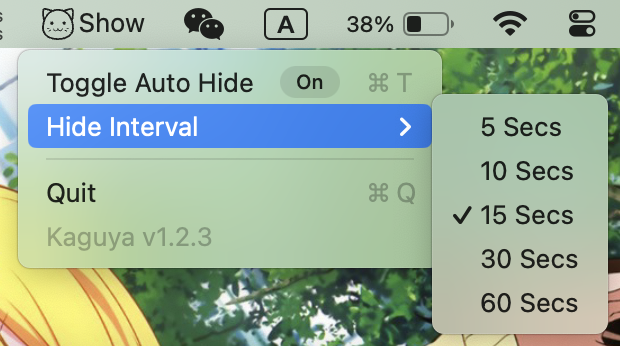 Show
A
38%
Toggle Auto Hide On ⌘ T
Hide Interval
Quit ⌘ Q
Kaguya v1.2.3
5 Secs
10 Secs
✓ 15 Secs
30 Secs
60 Secs